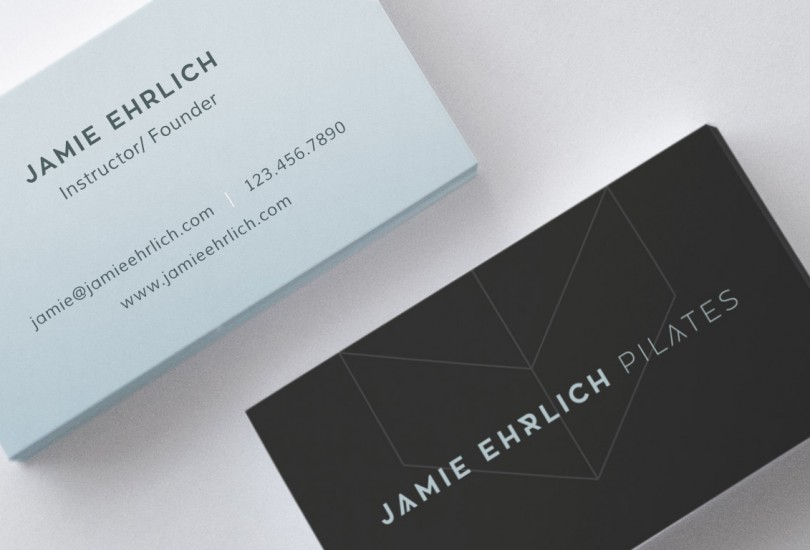 JAMIE EHRLICH
Instructor/ Founder
jamie@jamieehrlich.com | 123.456.7890
www.jamieehrlich.com
JAMIE EHRLICH PILATES